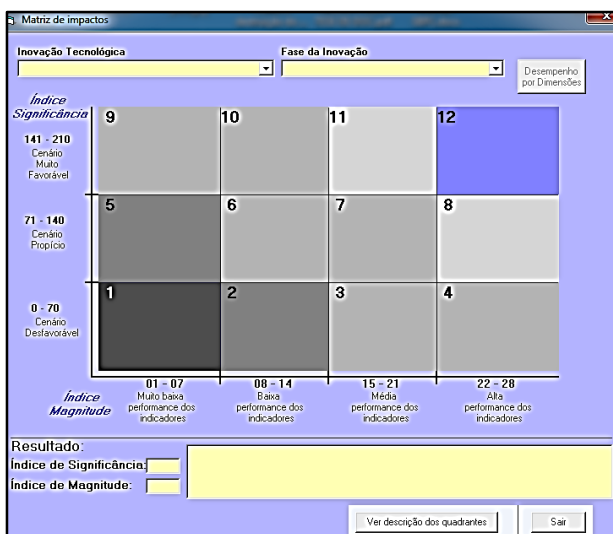 Matriz de impactos
Inovação Tecnológica
Fase da Inovação
Desempenho
por Dimensões
Índice
Significância
141 - 210
Cenário
Muito
Favorável
9
10
11
12
71 - 140
Cenário
Propício
5
6
7
8
0 - 70
Cenário
Desfavorável
1
2
3
4
Índice
Magnitude
01 - 07
Muito baixa
performance dos
indicadores
08 - 14
Baixa
performance dos
indicadores
15 - 21
Média
performance dos
indicadores
22 - 28
Alta
performance dos
indicadores
Resultado:
Índice de Significância:
Índice de Magnitude:
Ver descrição dos quadrantes
Sair